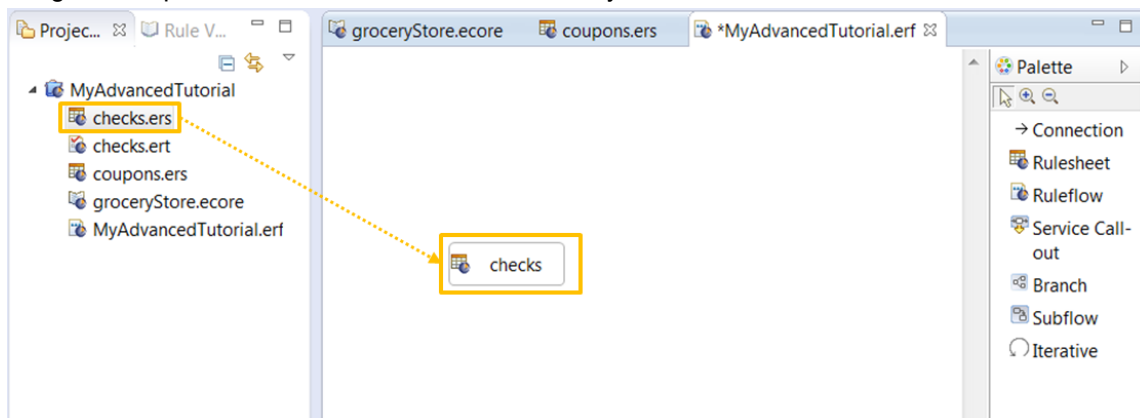 Projec...
Rule V...
groceryStore.ecore
coupons.ers
*MyAdvancedTutorial.erf
MyAdvancedTutorial
checks.ers
checks.ert
coupons.ers
groceryStore.ecore
MyAdvancedTutorial.erf
checks
Palette
Connection
Rulesheet
Ruleflow
Service Call-
out
Branch
Subflow
Iterative